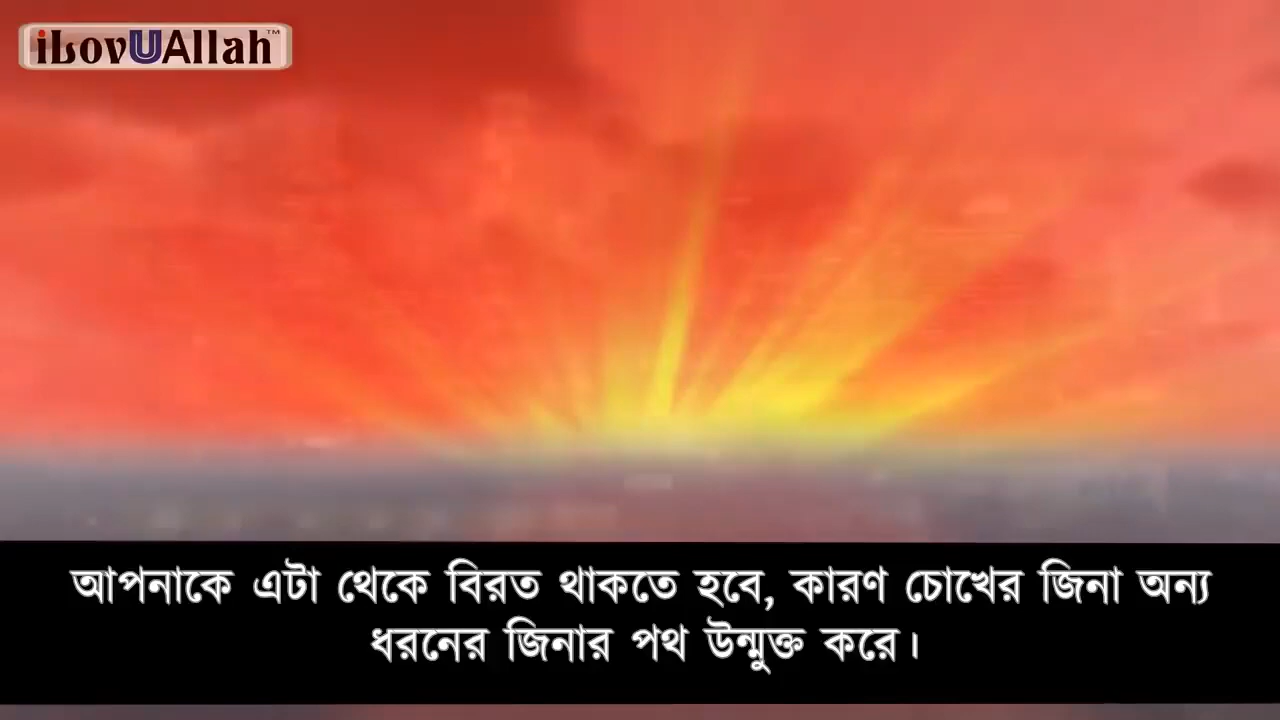 iLovUAllah™
আপনাকে এটা থেকে বিরত থাকতে হবে, কারণ চোখের জিনা অন্য
ধরনের জিনার পথ উন্মুক্ত করে।